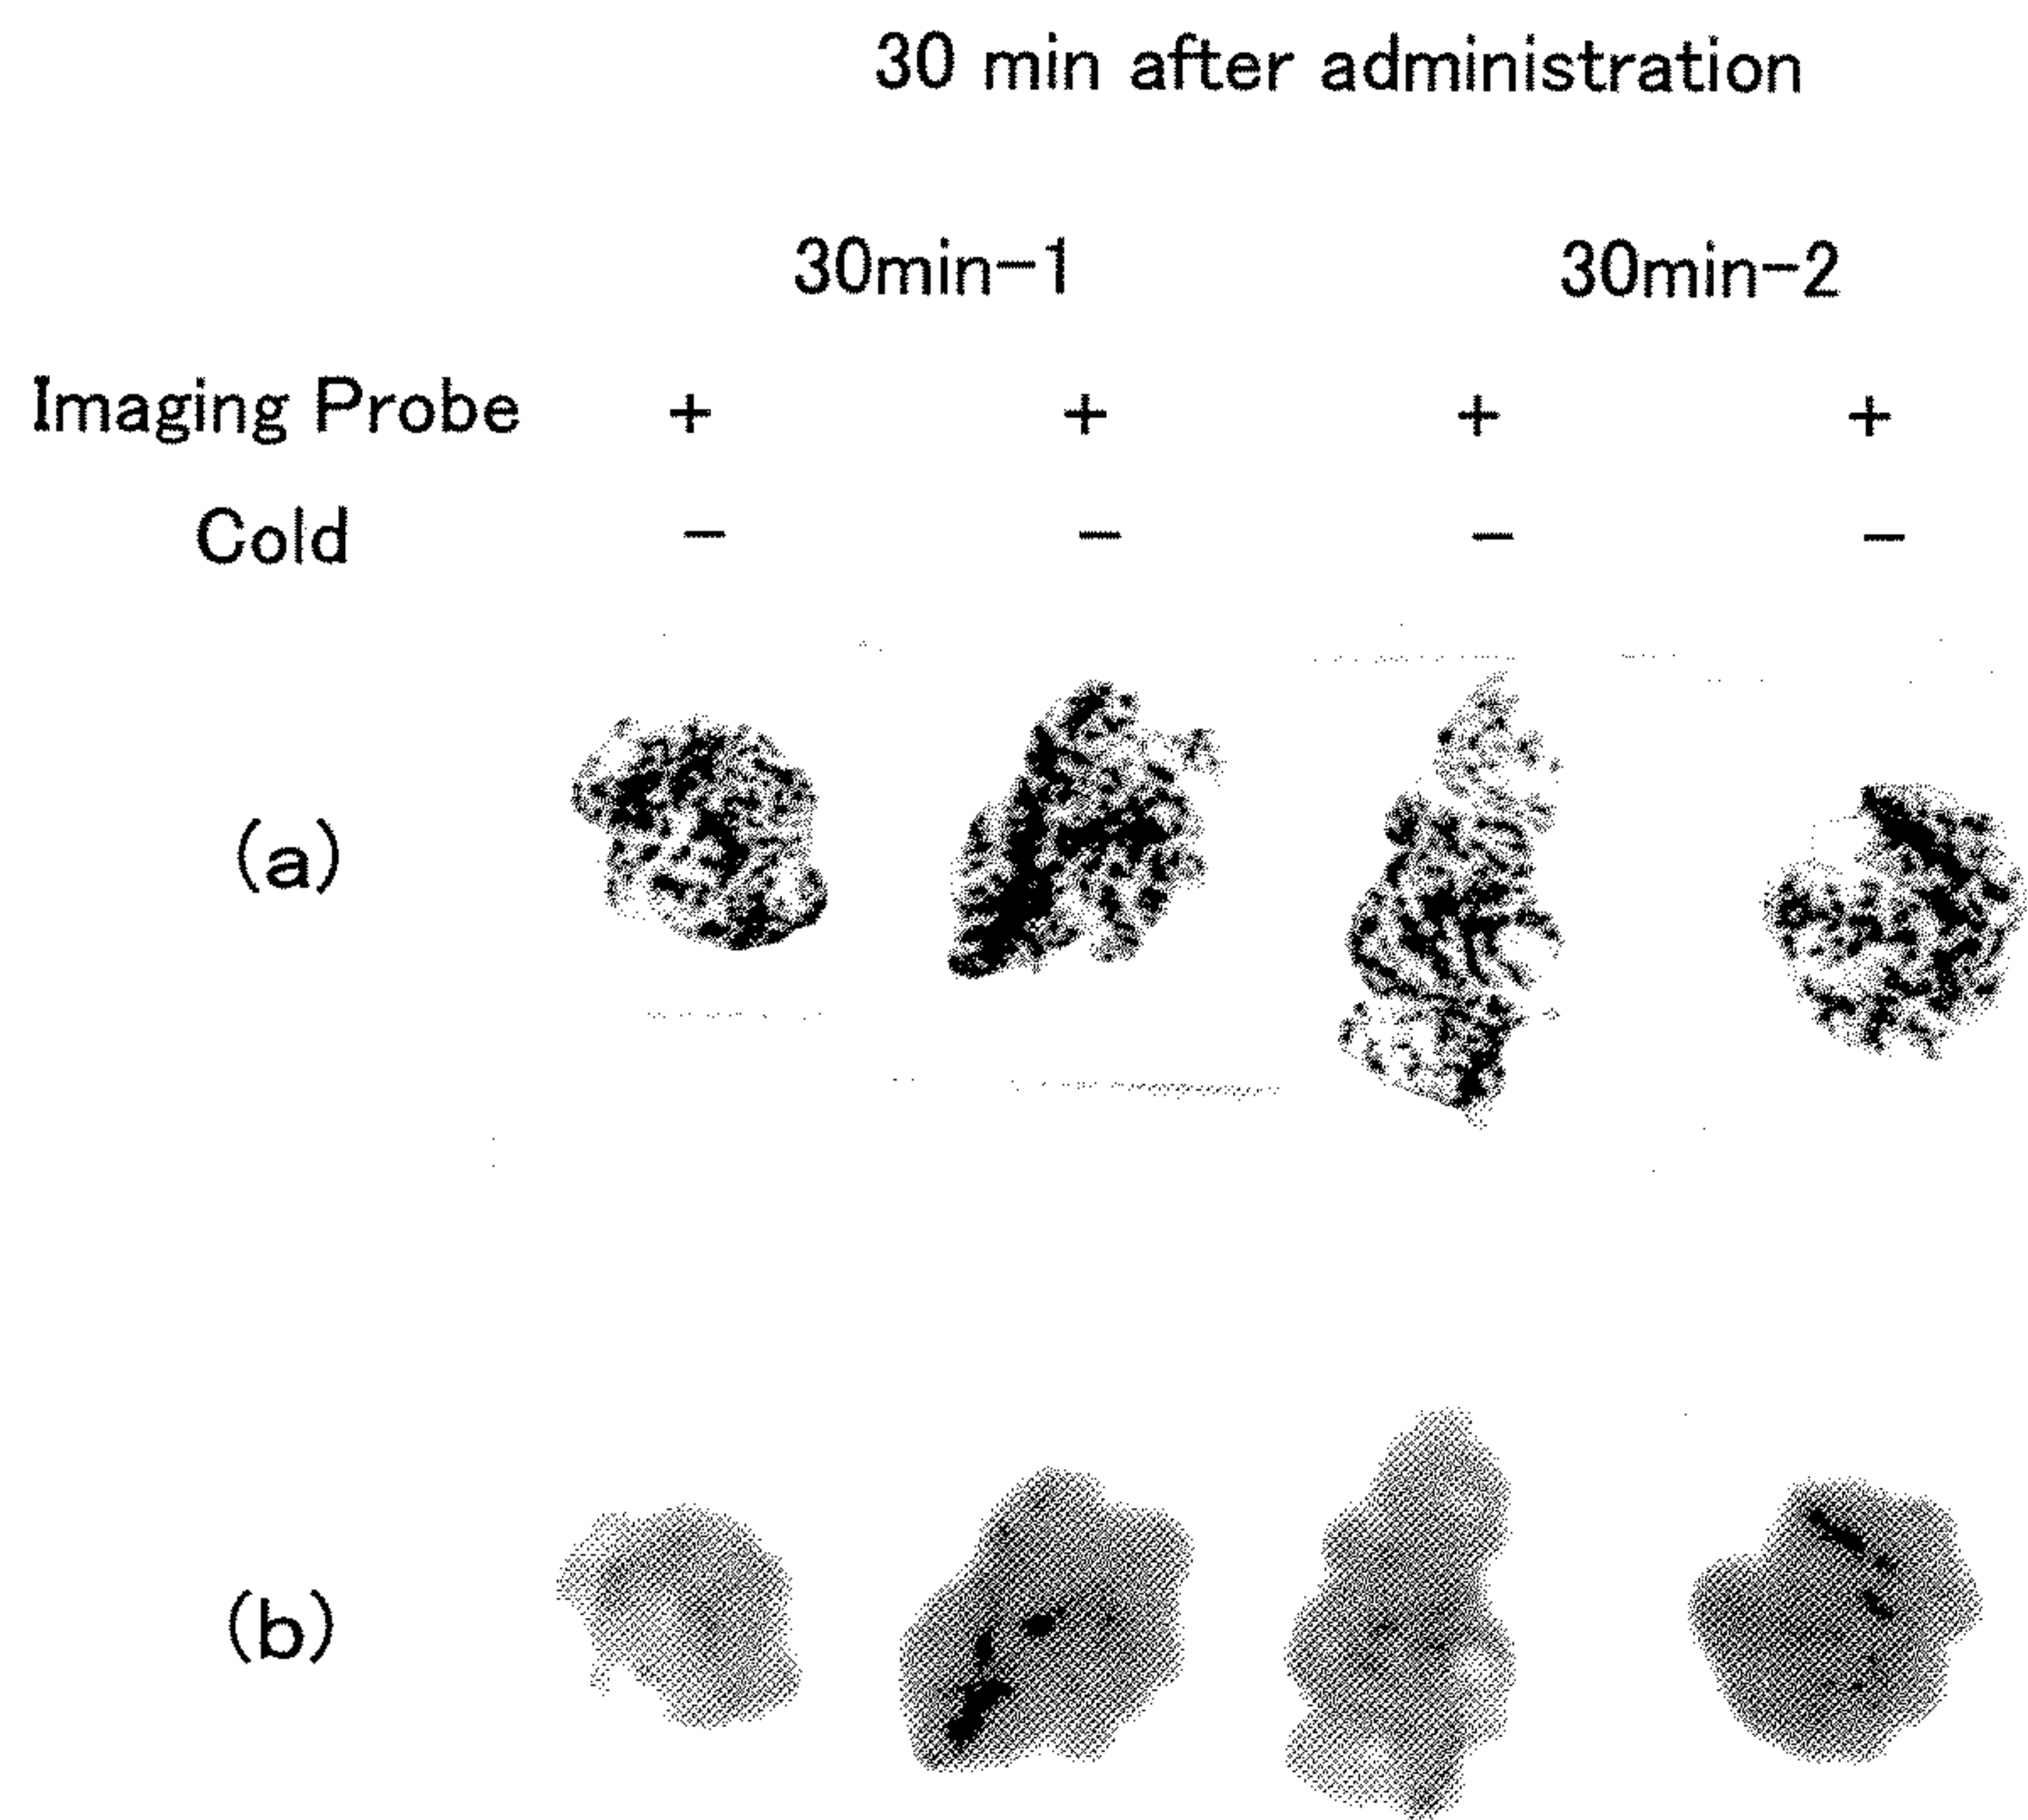 30 min after administration
30min-1 30min-2
Imaging Probe + + + +
Cold - - - -
(a)
(b)